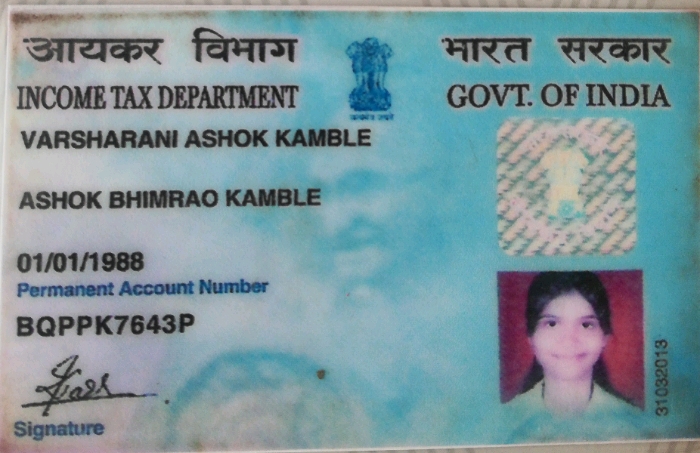 आयकर विभाग
भारत सरकार
INCOME TAX DEPARTMENT
GOVT. OF INDIA
VARSHARANI ASHOK KAMBLE
ASHOK BHIMRAO KAMBLE
01/01/1988
Permanent Account Number
BQPPK7643P
Signature
31032013